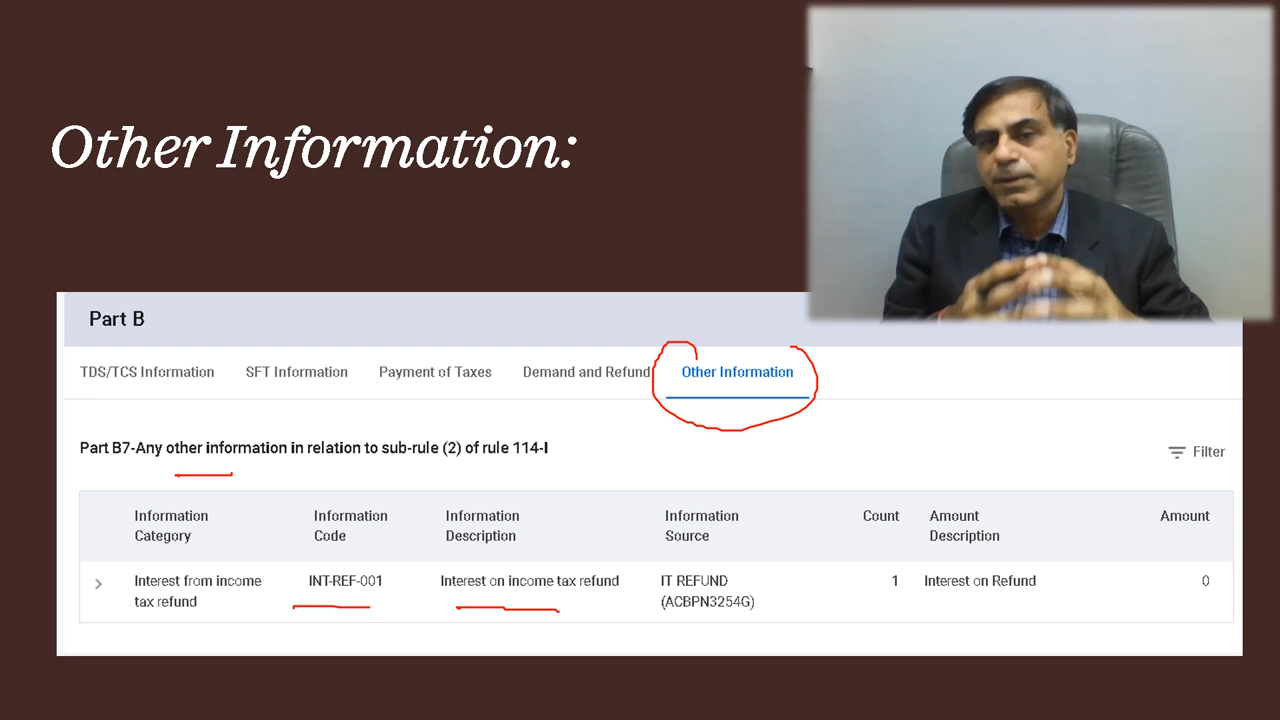 Other Information:
Part B
TDS/TCS Information SFT Information Payment of Taxes Demand and Refund Other Information
Part B7-Any other information in relation to sub-rule (2) of rule 114-I
Filter
Information Category Information Code Information Description Information Source Count Amount Description Amount
Interest from income tax refund INT-REF-001 Interest on income tax refund IT REFUND (ACBPN3254G) 1 Interest on Refund 0